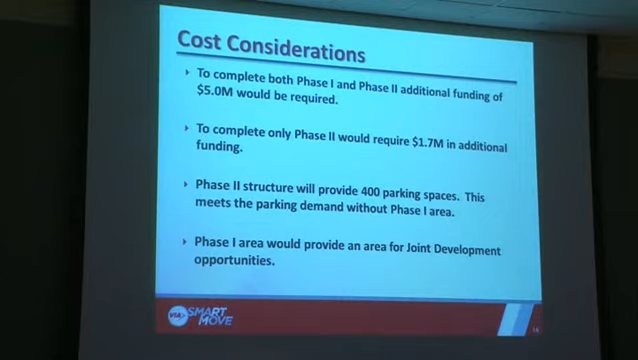 Cost Considerations
To complete both Phase I and Phase II additional funding of
$5.0M would be required.
To complete only Phase II would require $1.7M in additional
funding.
Phase II structure will provide 400 parking spaces. This
meets the parking demand without Phase I area.
Phase I area would provide an area for Joint Development
opportunities.
VIA
SMART
MOVE